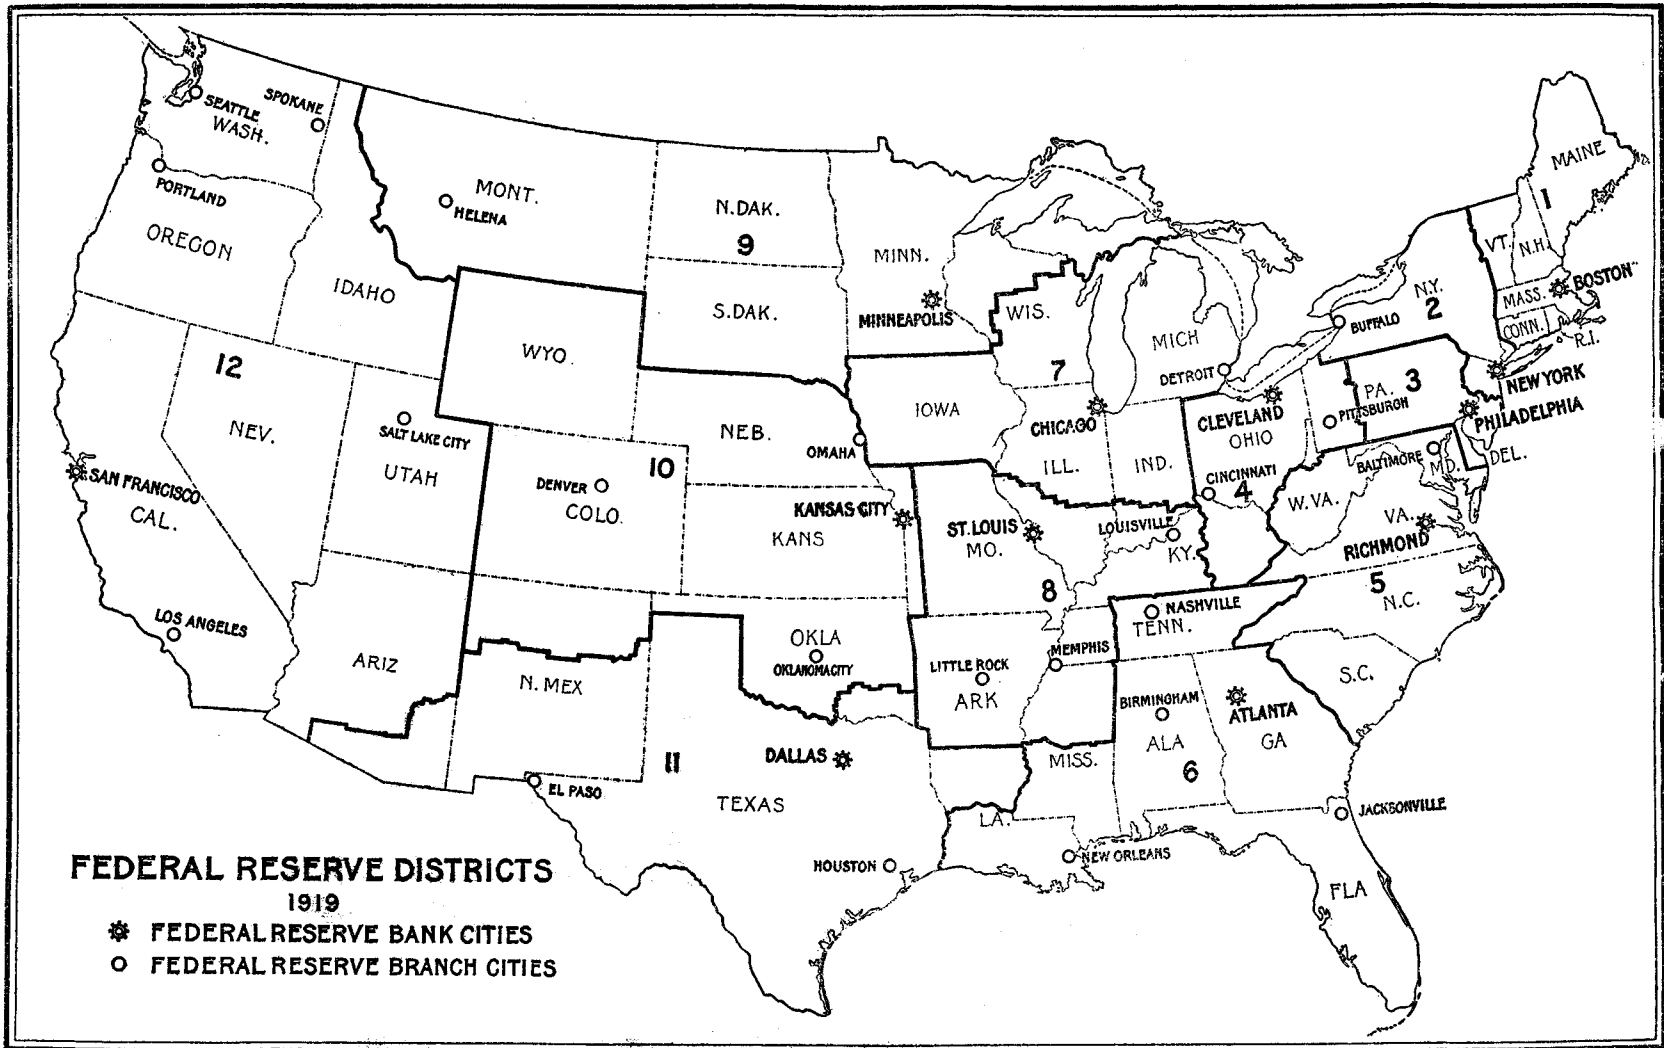 SEATTLE
SPOKANE
WASH.
PORTLAND
OREGON
IDAHO
MONT.
HELENA
N.DAK.
9
S.DAK.
MINN.
MINNEAPOLIS
WIS.
MICH
DETROIT
7
MAINE
1
VT.
N.H.
MASS.
BOSTON
CONN.
R.I.
N.Y.
2
BUFFALO
NEW YORK
PA.
3
PITTSBURGH
PHILADELPHIA
DEL.
BALTIMORE
MD.
CLEVELAND
OHIO
CINCINNATI
4
W.VA.
VA.
RICHMOND
5
N.C.
S.C.
12
NEV.
SALT LAKE CITY
UTAH
SAN FRANCISCO
CAL.
LOS ANGELES
ARIZ
WYO.
10
DENVER
COLO.
NEB.
OMAHA
IOWA
CHICAGO
ILL.
IND.
KANSAS CITY
KANS
ST.LOUIS
MO.
LOUISVILLE
KY.
8
NASHVILLE
TENN.
MEMPHIS
OKLA
OKLAHOMA CITY
LITTLE ROCK
ARK
N.MEX
EL PASO
11
DALLAS
TEXAS
HOUSTON
BIRMINGHAM
ALA
6
ATLANTA
GA
MISS.
LA.
NEW ORLEANS
JACKSONVILLE
FLA
FEDERAL RESERVE DISTRICTS
1919
FEDERAL RESERVE BANK CITIES
FEDERAL RESERVE BRANCH CITIES